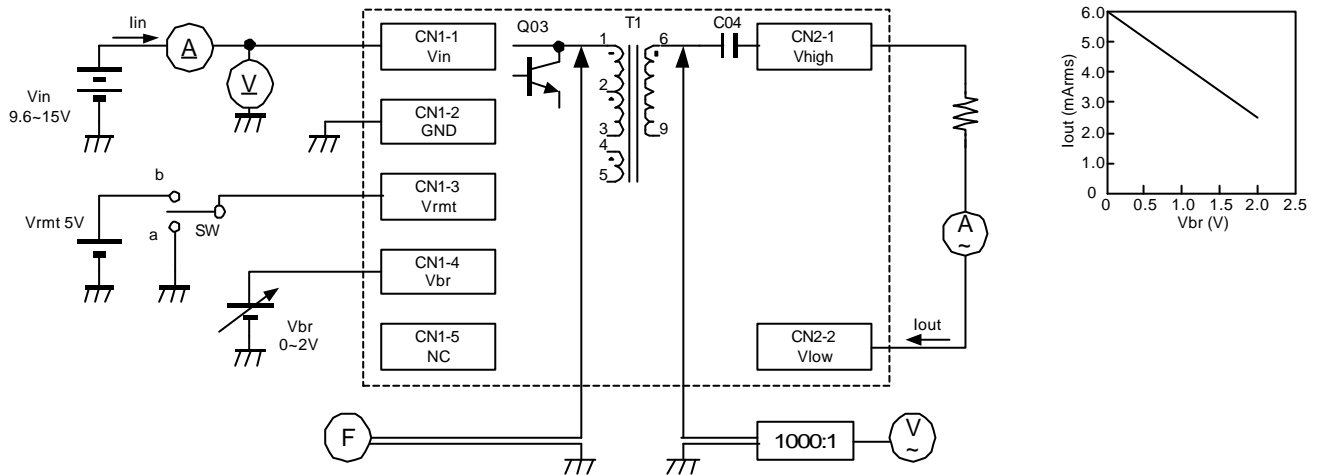 Iin
A
V
Vin
9.6~15V
CN1-1
Vin
CN1-2
GND
CN1-3
Vrmt
CN1-4
Vbr
CN1-5
NC
b
a
SW
Vrmt 5V
Vbr
0~2V
Q03
T1
1
2
3
4
5
6
9
C04
CN2-1
Vhigh
A
~
CN2-2
Vlow
Iout
F
1000:1
V
~
Iout (mArms)
6.0
5.0
4.0
3.0
2.0
1.0
0
0 0.5 1.0 1.5 2.0 2.5
Vbr (V)